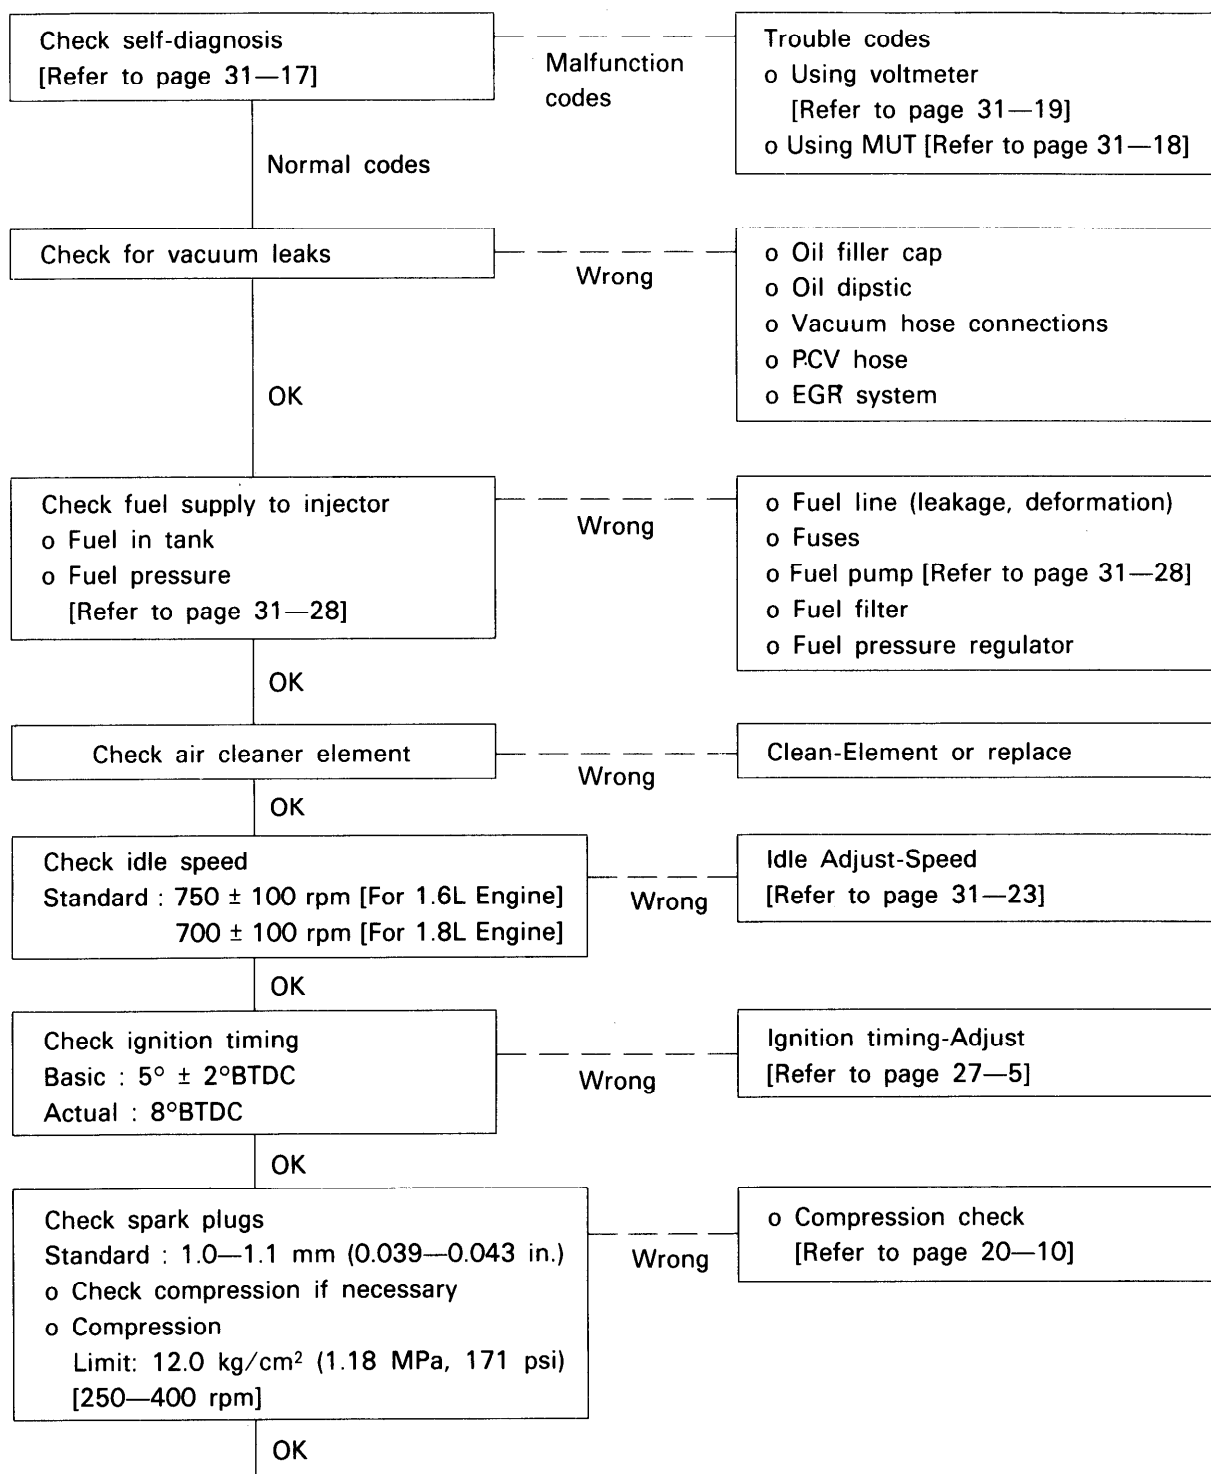 Check self-diagnosis
[Refer to page 31—17]
Malfunction
codes
Trouble codes
o Using voltmeter
[Refer to page 31—19]
o Using MUT [Refer to page 31—18]
Normal codes
Check for vacuum leaks
Wrong
o Oil filler cap
o Oil dipstic
o Vacuum hose connections
o PCV hose
o EGR system
OK
Check fuel supply to injector
o Fuel in tank
o Fuel pressure
[Refer to page 31—28]
Wrong
o Fuel line (leakage, deformation)
o Fuses
o Fuel pump [Refer to page 31—28]
o Fuel filter
o Fuel pressure regulator
OK
Check air cleaner element
Wrong
Clean-Element or replace
OK
Check idle speed
Standard : 750 ± 100 rpm [For 1.6L Engine]
700 ± 100 rpm [For 1.8L Engine]
Wrong
Idle Adjust-Speed
[Refer to page 31—23]
OK
Check ignition timing
Basic : 5° ± 2°BTDC
Actual : 8°BTDC
Wrong
Ignition timing-Adjust
[Refer to page 27—5]
OK
Check spark plugs
Standard : 1.0—1.1 mm (0.039—0.043 in.)
o Check compression if necessary
o Compression
Limit: 12.0 kg/cm² (1.18 MPa, 171 psi)
[250—400 rpm]
Wrong
o Compression check
[Refer to page 20—10]
OK